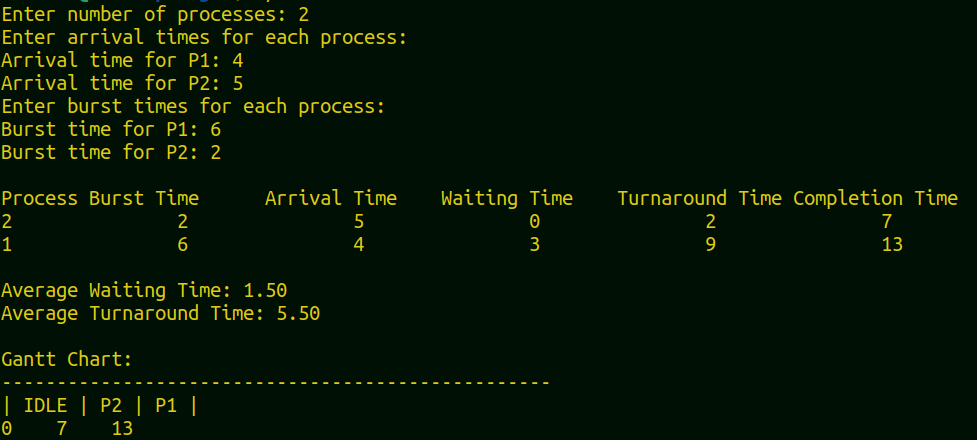 Enter number of processes: 2
Enter arrival times for each process:
Arrival time for P1: 4
Arrival time for P2: 5
Enter burst times for each process:
Burst time for P1: 6
Burst time for P2: 2

Process Burst Time      Arrival Time    Waiting Time    Turnaround Time Completion Time
2               2               5               0               2               7
1               6               4               3               9               13

Average Waiting Time: 1.50
Average Turnaround Time: 5.50

Gantt Chart:
--------------------------------------------------
| IDLE | P2 | P1 |
0    7    13